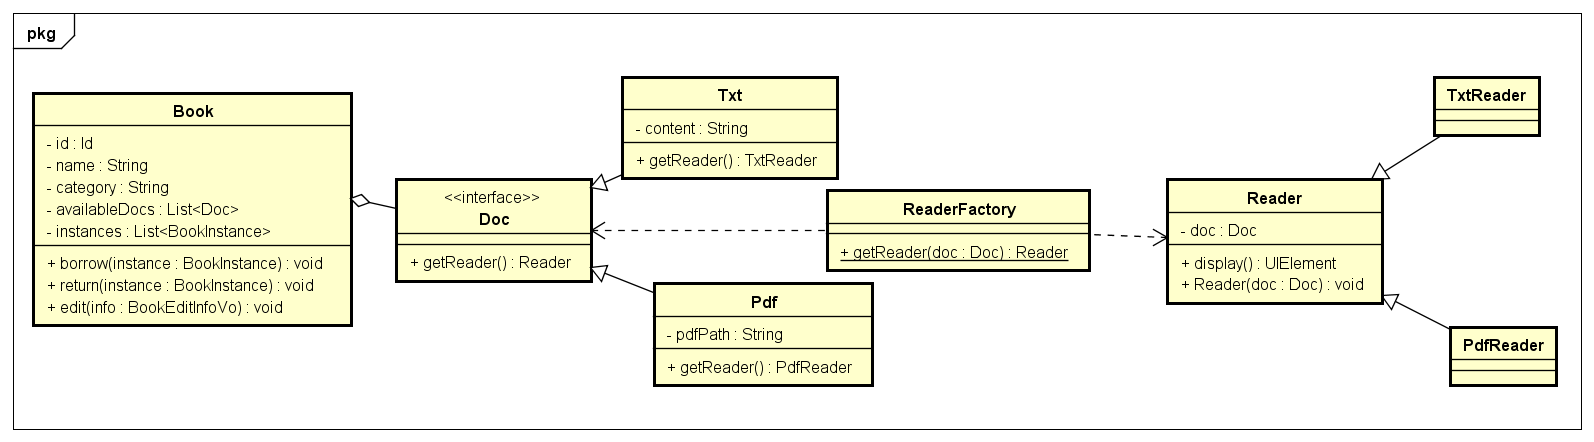 pkg
Book
- id : Id
- name : String
- category : String
- availableDocs : List<Doc>
- instances : List<BookInstance>
+ borrow(instance : BookInstance) : void
+ return(instance : BookInstance) : void
+ edit(info : BookEditInfoVo) : void
<<interface>>
Doc
+ getReader() : Reader
Txt
- content : String
+ getReader() : TxtReader
Pdf
- pdfPath : String
+ getReader() : PdfReader
ReaderFactory
+ getReader(doc : Doc) : Reader
Reader
- doc : Doc
+ display() : UIElement
+ Reader(doc : Doc) : void
TxtReader
PdfReader